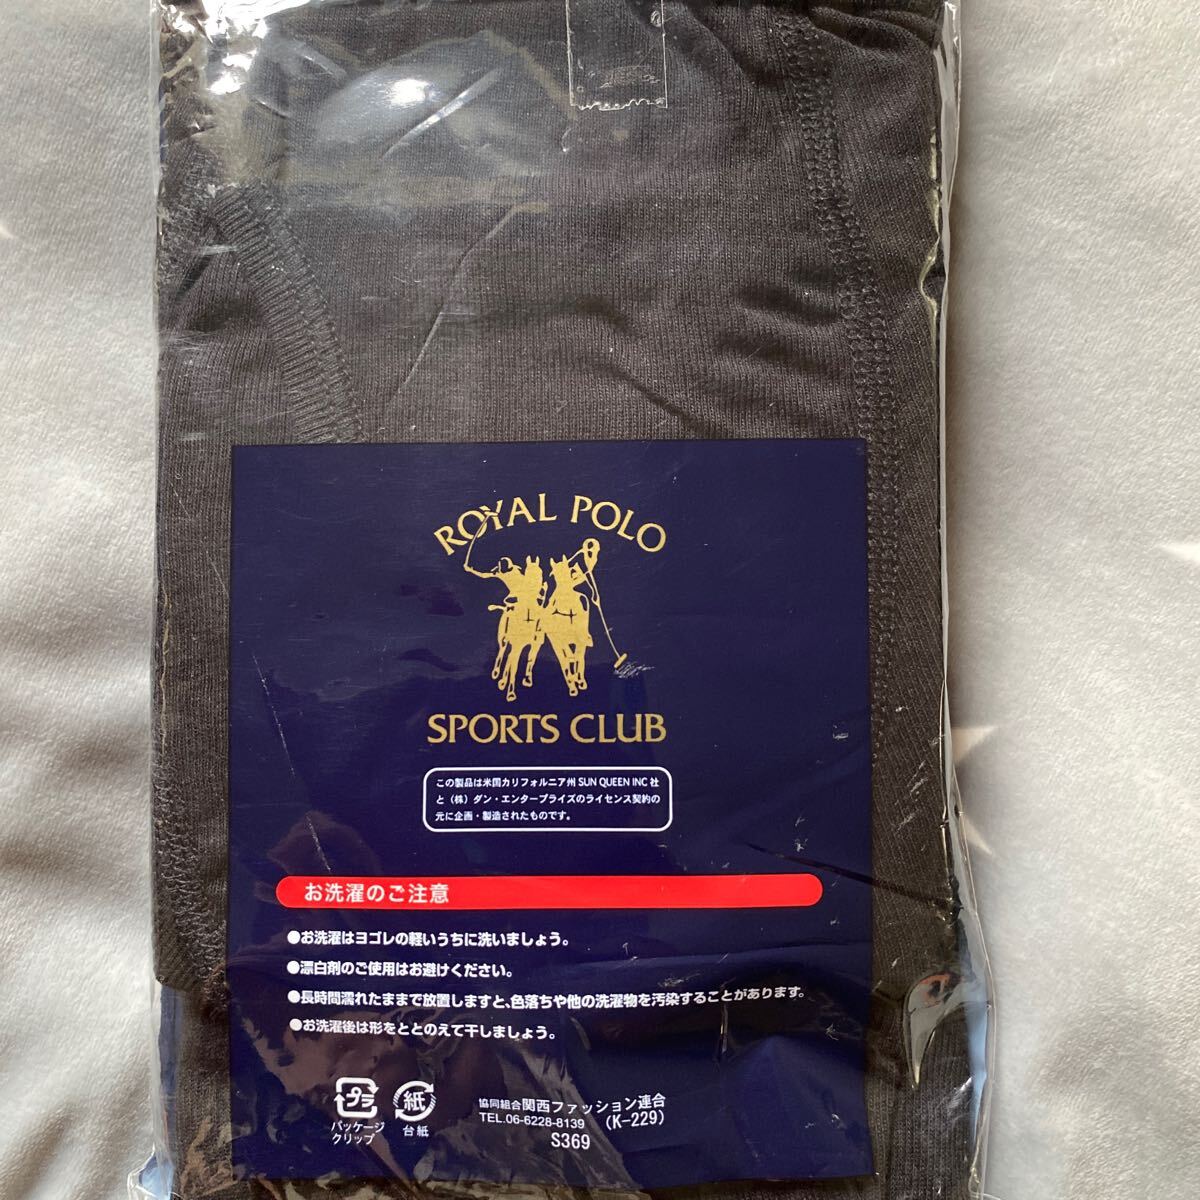 ROYAL POLO
SPORTS CLUB
この製品は米国カリフォルニア州 SUN QUEEN INC 社
と（株）ダン・エンタープライズのライセンス契約の
元に企画・製造されたものです。
お洗濯のご注意
●お洗濯はヨゴレの軽いうちに洗いましょう。
●漂白剤のご使用はお避けください。
●長時間濡れたままで放置しますと、色落ちや他の洗濯物を汚染することがあります。
●お洗濯後は形をととのえて干しましょう。
プラ
パッケージ
クリップ
紙
台紙
協同組合関西ファッション連合
TEL.06-6228-8139 （K-229）
S369